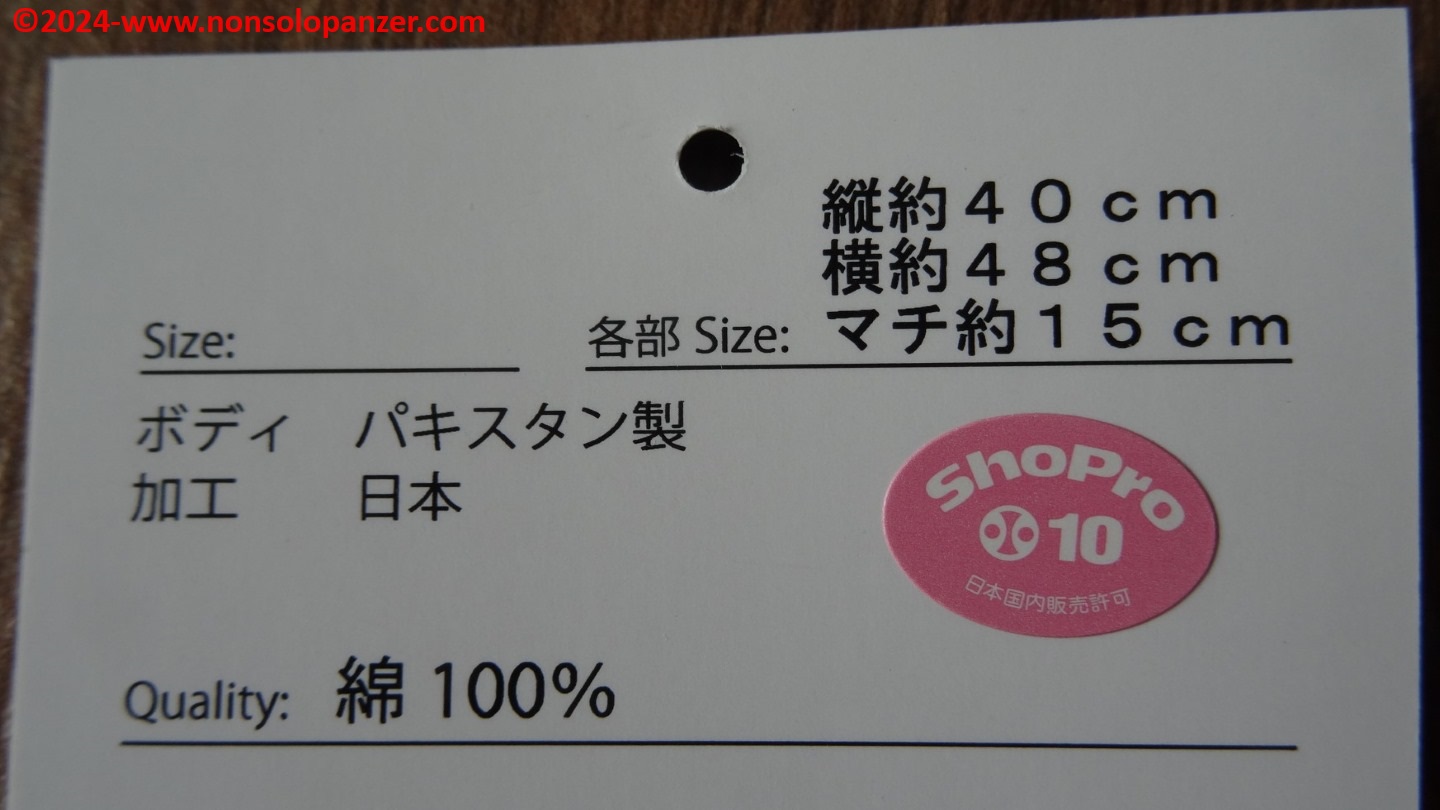 ©2024-www.nonsolopanzer.com
縦約４０ｃｍ
横約４８ｃｍ
Size:
各部 Size: マチ約１５ｃｍ
ボディ　パキスタン製
加工　日本
ShoPro
10
日本国内販売許可
Quality: 綿 100%